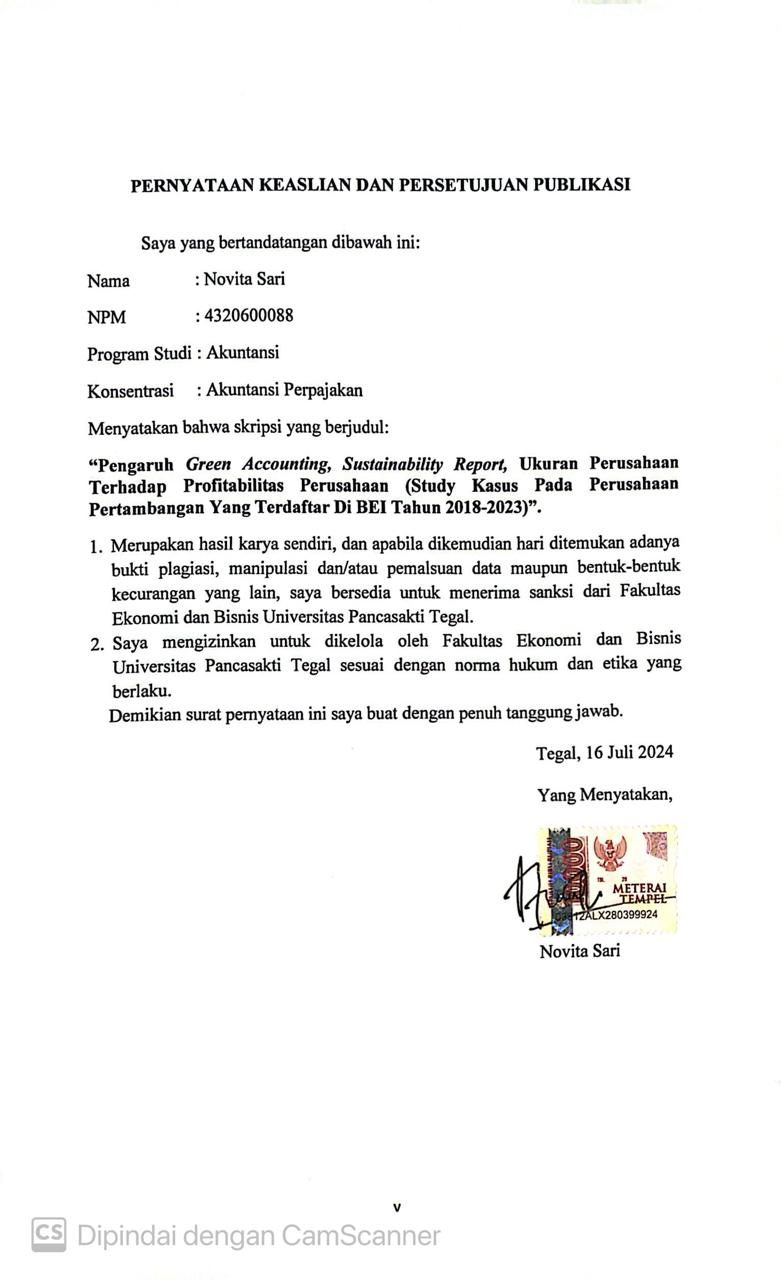 PERNYATAAN KEASLIAN DAN PERSETUJUAN PUBLIKASI
Saya yang bertandatangan dibawah ini:
Nama : Novita Sari
NPM : 4320600088
Program Studi : Akuntansi
Konsentrasi : Akuntansi Perpajakan
Menyatakan bahwa skripsi yang berjudul:
“Pengaruh Green Accounting, Sustainability Report, Ukuran Perusahaan
Terhadap Profitabilitas Perusahaan (Study Kasus Pada Perusahaan
Pertambangan Yang Terdaftar Di BEI Tahun 2018-2023)”.
1. Merupakan hasil karya sendiri, dan apabila dikemudian hari ditemukan adanya
bukti plagiasi, manipulasi dan/atau pemalsuan data maupun bentuk-bentuk
kecurangan yang lain, saya bersedia untuk menerima sanksi dari Fakultas
Ekonomi dan Bisnis Universitas Pancasakti Tegal.
2. Saya mengizinkan untuk dikelola oleh Fakultas Ekonomi dan Bisnis
Universitas Pancasakti Tegal sesuai dengan norma hukum dan etika yang
berlaku.
Demikian surat pernyataan ini saya buat dengan penuh tanggung jawab.
Tegal, 16 Juli 2024
Yang Menyatakan,
METERAI
TEMPEL
Novita Sari
v
CS Dipindai dengan CamScanner